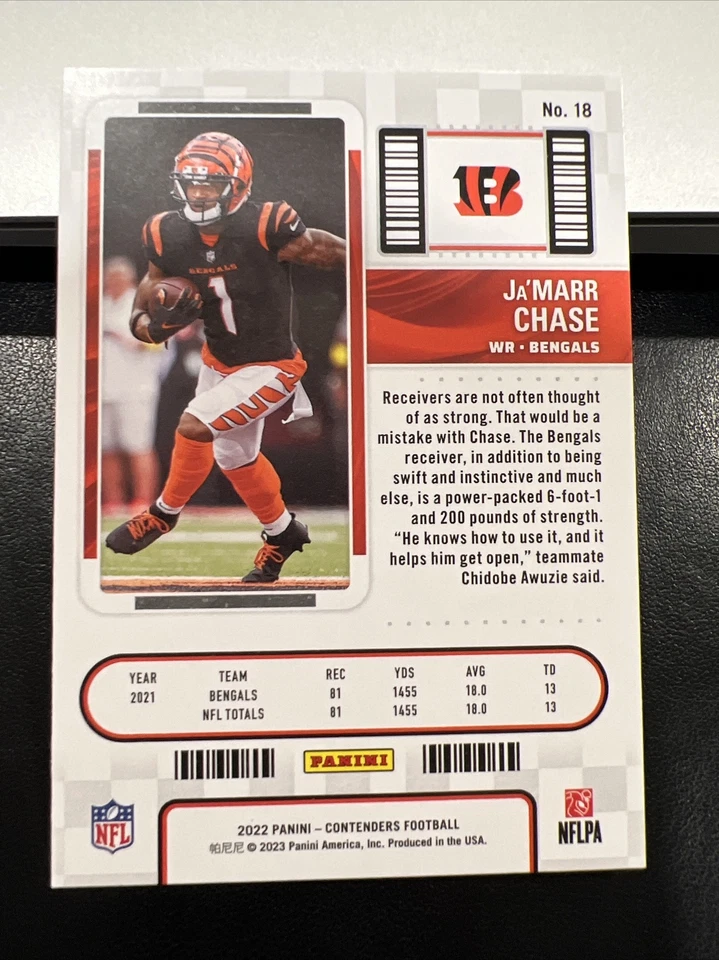 No. 18
B
BENGALS
1
JA'MARR
CHASE
WR • BENGALS
Receivers are not often thought
of as strong. That would be a
mistake with Chase. The Bengals
receiver, in addition to being
swift and instinctive and much
else, is a power-packed 6-foot-1
and 200 pounds of strength.
“He knows how to use it, and it
helps him get open,” teammate
Chidobe Awuzie said.
YEAR TEAM REC YDS AVG TD
2021 BENGALS 81 1455 18.0 13
NFL TOTALS 81 1455 18.0 13
PANINI
NFL
NFLPA
2022 PANINI – CONTENDERS FOOTBALL
帕尼尼 © 2023 Panini America, Inc. Produced in the USA.